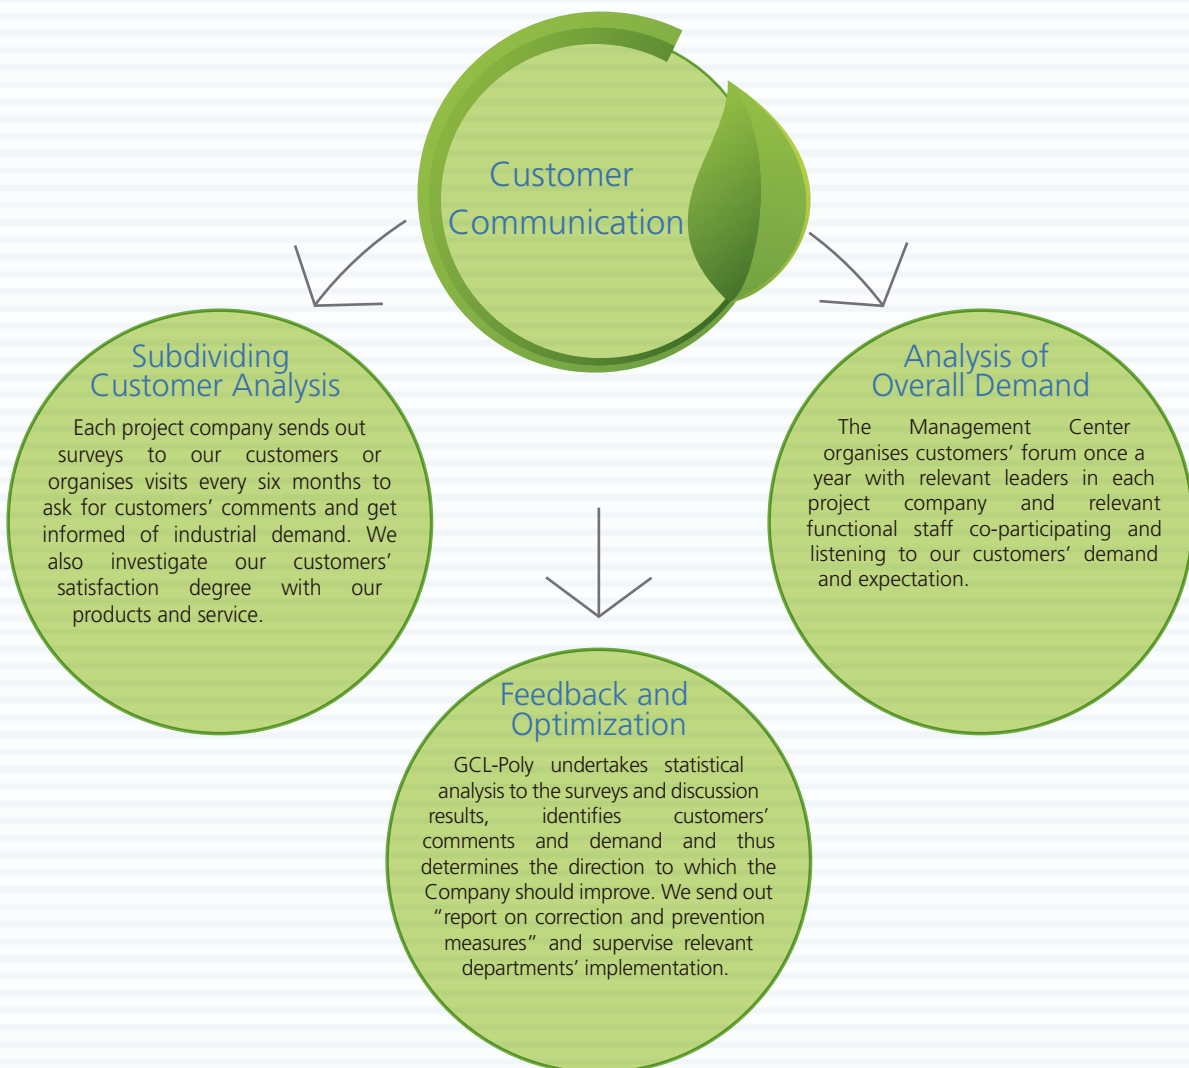 Customer
Communication
Subdividing
Customer Analysis
Each project company sends out
surveys to our customers or
organises visits every six months to
ask for customers’ comments and get
informed of industrial demand. We
also investigate our customers’
satisfaction degree with our
products and service.
Analysis of
Overall Demand
The Management Center
organises customers’ forum once a
year with relevant leaders in each
project company and relevant
functional staff co-participating and
listening to our customers’ demand
and expectation.
Feedback and
Optimization
GCL-Poly undertakes statistical
analysis to the surveys and discussion
results, identifies customers’
comments and demand and thus
determines the direction to which the
Company should improve. We send out
“report on correction and prevention
measures” and supervise relevant
departments’ implementation.